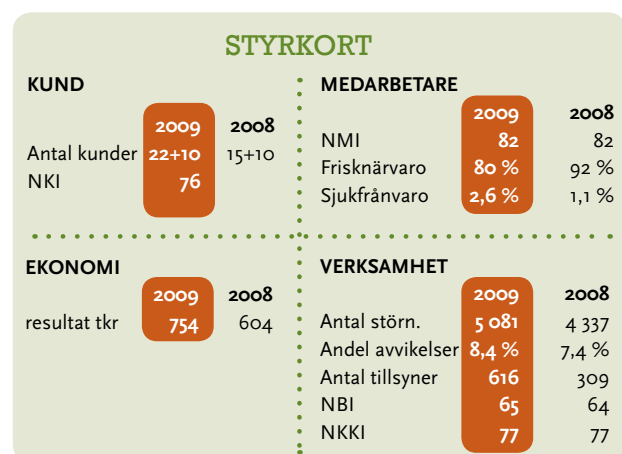 STYRKORT
KUND
2009 2008
Antal kunder 22+10 15+10
NKI 76
MEDARBETARE
2009 2008
NMI 82 82
Frisknärvaro 80 % 92 %
Sjukfrånvaro 2,6 % 1,1 %
EKONOMI
2009 2008
resultat tkr 754 604
VERKSAMHET
2009 2008
Antal störn. 5 081 4 337
Andel avvikelser 8,4 % 7,4 %
Antal tillsyner 616 309
NBI 65 64
NKKI 77 77